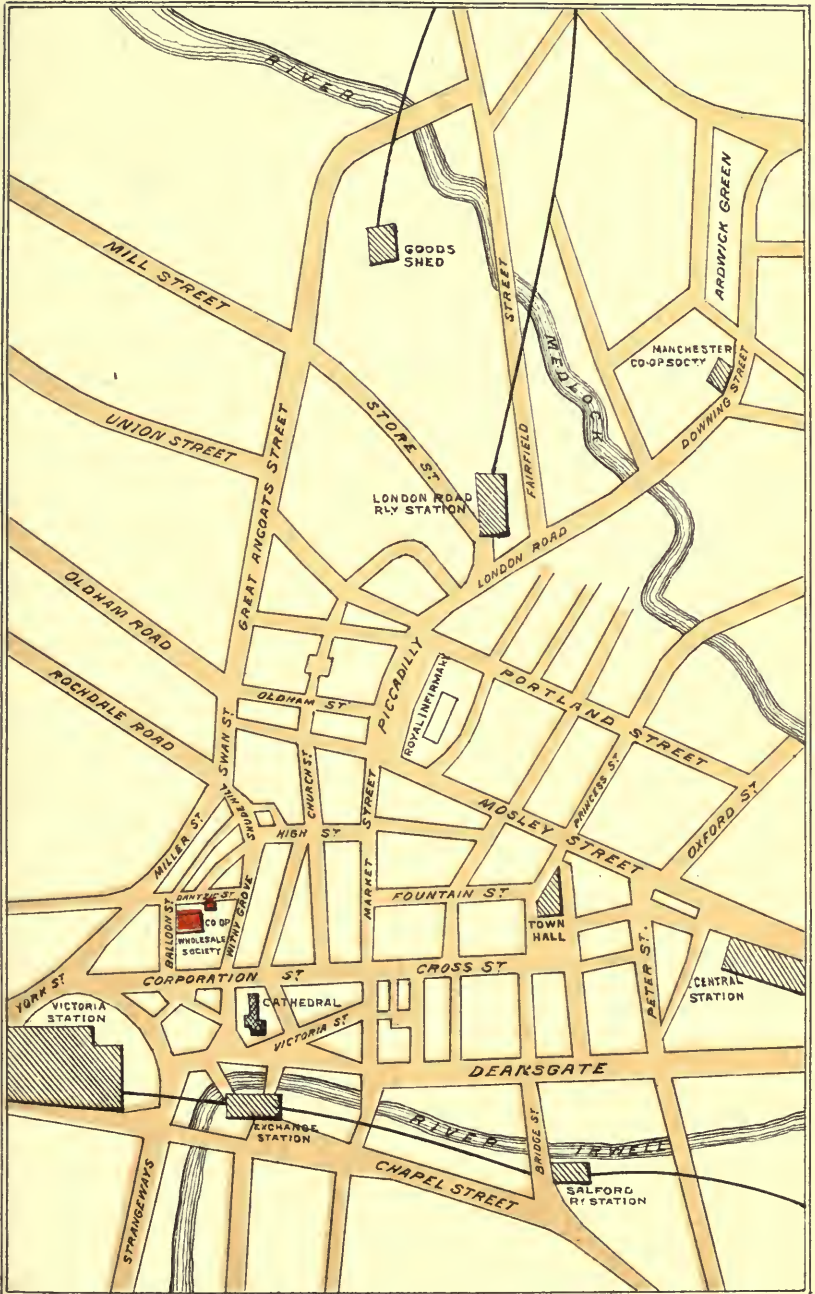 RIVER
MEDLOCK
GOODS
SHED
ARDWICK GREEN
MILL STREET
STREET
FAIRFIELD
MANCHESTER
CO-OP SOCTY
DOWNING STREET
UNION STREET
STORE ST.
GREAT ANCOATS STREET
LONDON ROAD
RLY STATION
LONDON ROAD
OLDHAM ROAD
PICCADILLY
ROYAL INFIRMARY
PORTLAND STREET
ROCHDALE ROAD
OLDHAM ST
SWAN ST
CHURCH ST
MARKET STREET
MOSLEY STREET
PRINCESS ST
OXFORD ST
SHUDE HILL
HIGH ST
MILLER ST
DANTZIC ST
FOUNTAIN ST
BALLOON ST
CO OP
WHOLESALE
SOCIETY
WITHY GROVE
TOWN
HALL
CORPORATION ST
CROSS ST
PETER ST.
CENTRAL
STATION
YORK ST
VICTORIA
STATION
CATHEDRAL
VICTORIA ST
DEANSGATE
EXCHANGE
STATION
RIVER IRWELL
BRIDGE ST
CHAPEL STREET
SALFORD
RY STATION
STRANGEWAYS